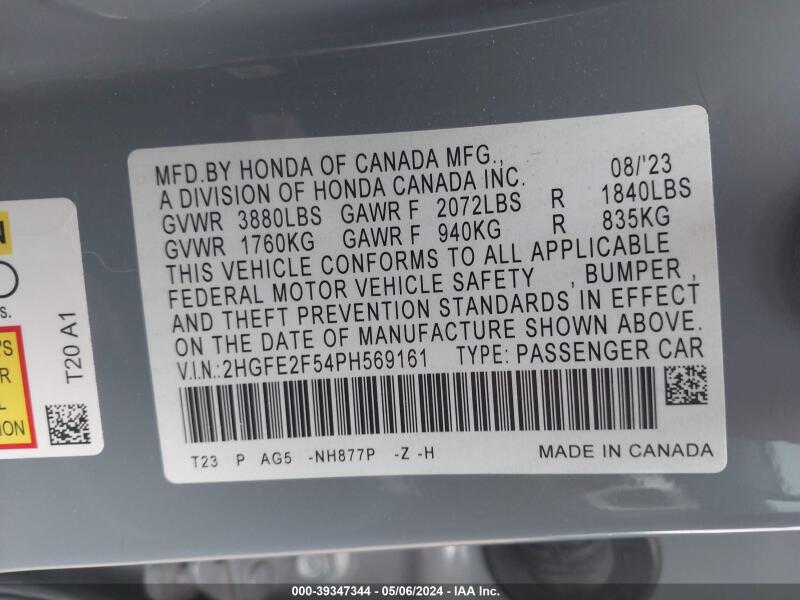 MFD.BY HONDA OF CANADA MFG., 08/'23
A DIVISION OF HONDA CANADA INC.
GVWR 3880LBS GAWR F 2072LBS R 1840LBS
GVWR 1760KG GAWR F 940KG R 835KG
THIS VEHICLE CONFORMS TO ALL APPLICABLE
FEDERAL MOTOR VEHICLE SAFETY , BUMPER ,
AND THEFT PREVENTION STANDARDS IN EFFECT
ON THE DATE OF MANUFACTURE SHOWN ABOVE.
V.I.N.:2HGFE2F54PH569161 TYPE: PASSENGER CAR
T23 P AG5 -NH877P -Z -H MADE IN CANADA
T20 A1
000-39347344 - 05/06/2024 - IAA Inc.